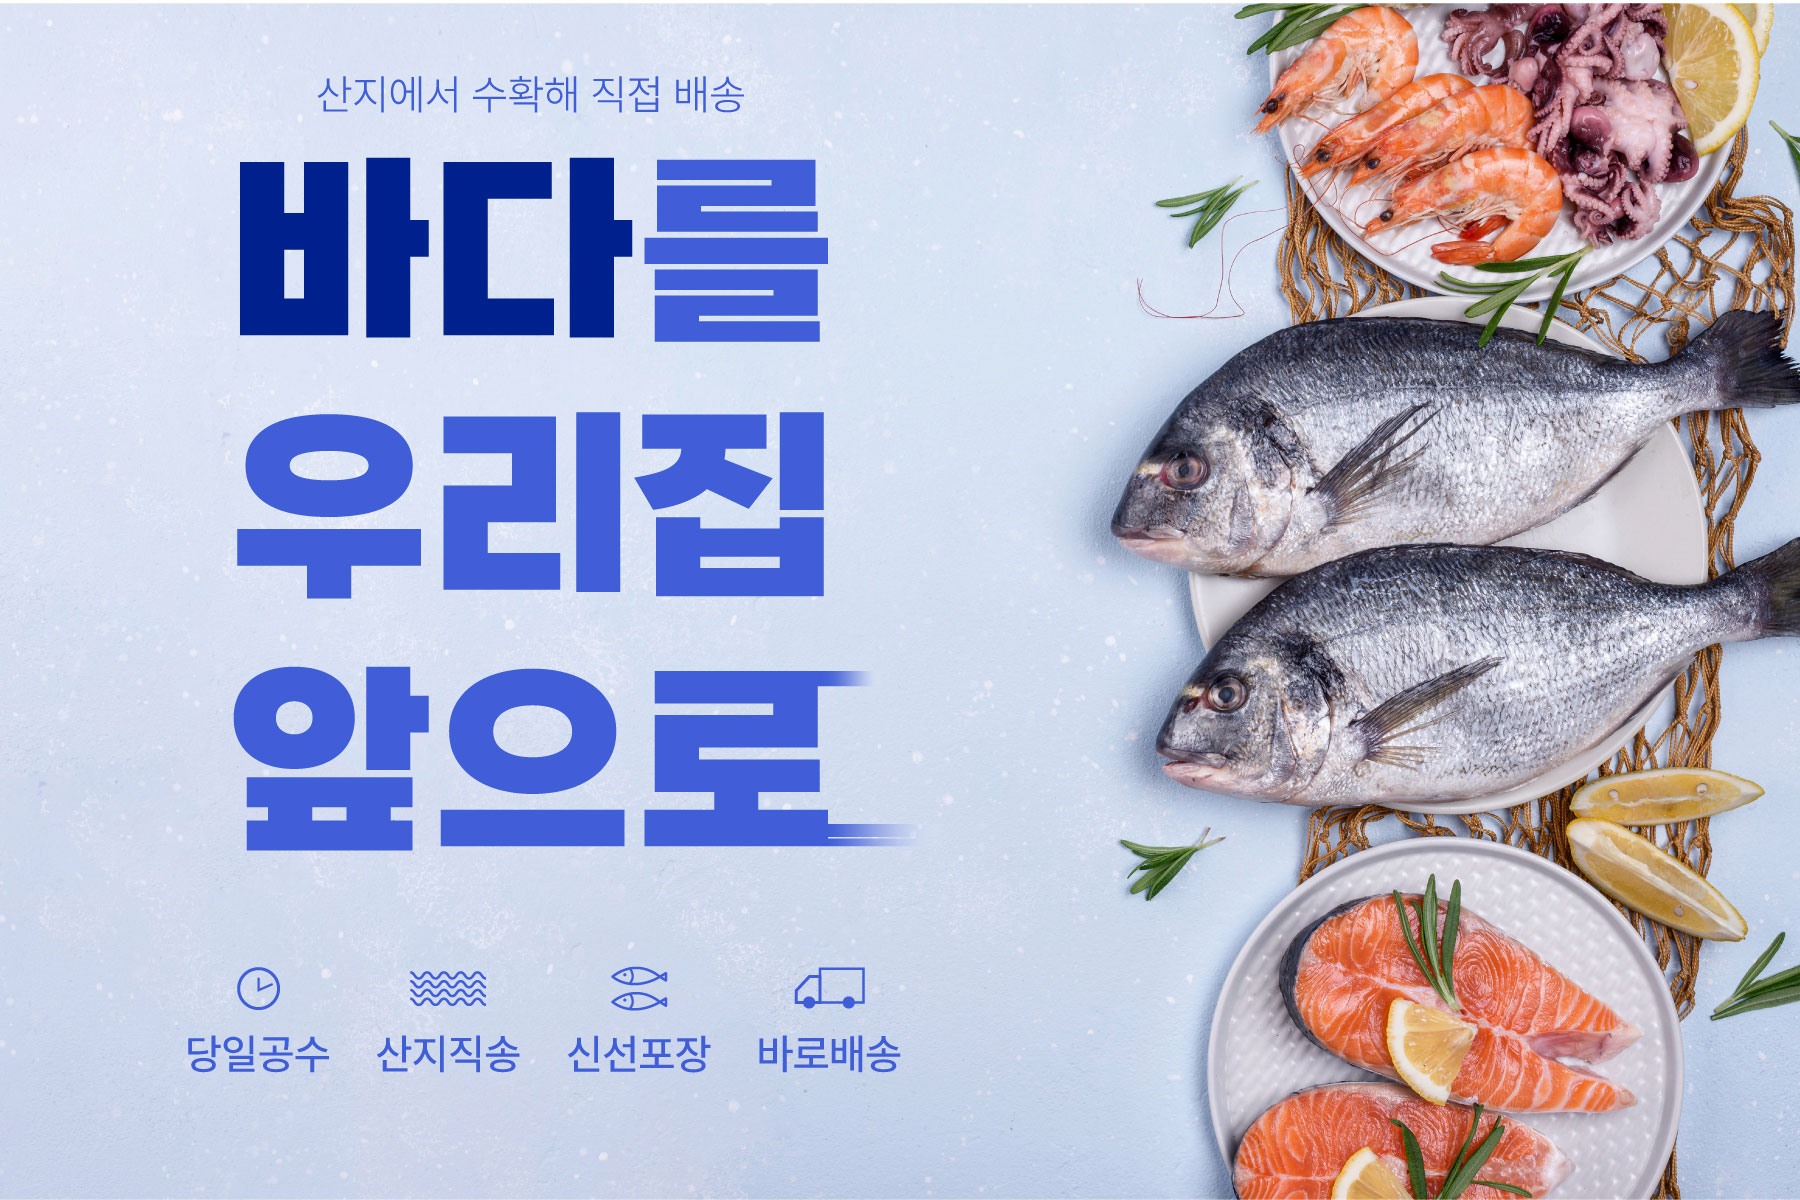 산지에서 수확해 직접 배송
바다를
우리집
앞으로
당일공수 산지직송 신선포장 바로배송